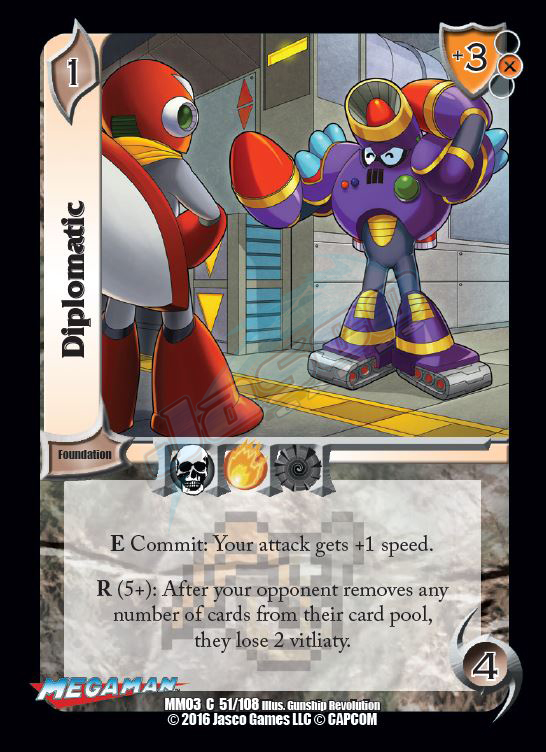 1
+3
Diplomatic
Foundation
E Commit: Your attack gets +1 speed.
R (5+): After your opponent removes any
number of cards from their card pool,
they lose 2 vitliaty.
4
MEGAMAN™
MM03 C 51/108 Illus. Gunship Revolution
© 2016 Jasco Games LLC © CAPCOM